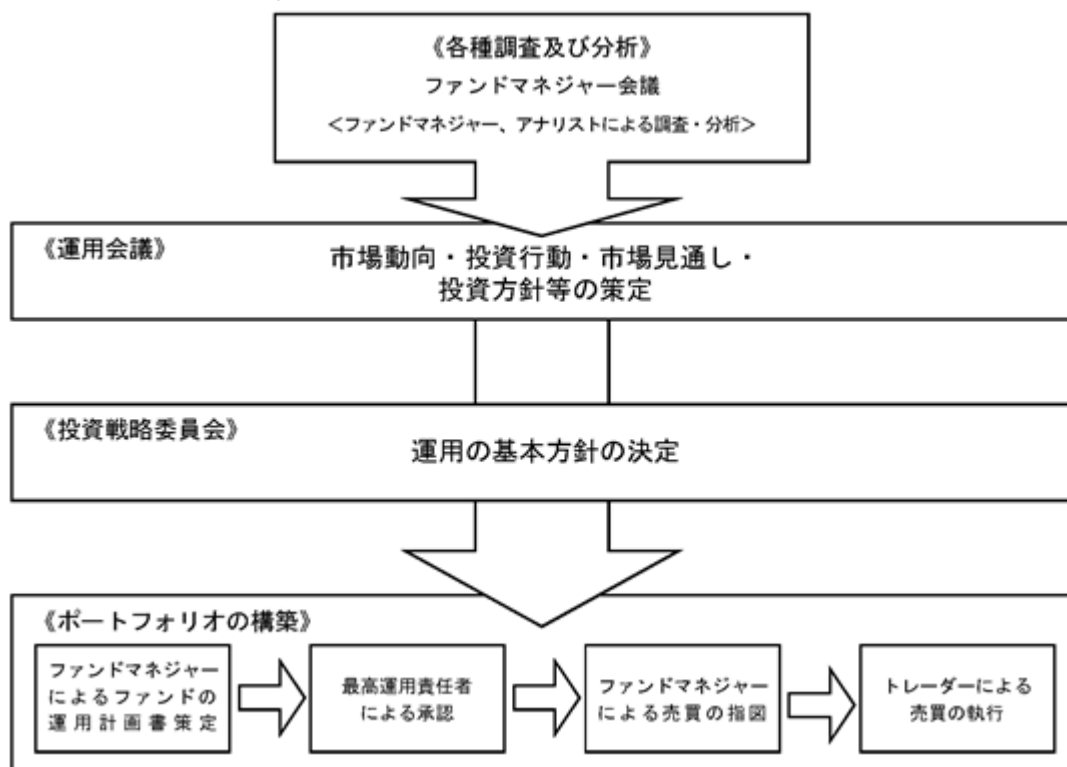 《各種調査及び分析》
ファンドマネジャー会議
<ファンドマネジャー、アナリストによる調査・分析>
《運用会議》
市場動向・投資行動・市場見通し・
投資方針等の策定
《投資戦略委員会》
運用の基本方針の決定
《ポートフォリオの構築》
ファンドマネジャー
によるファンドの
運用計画書策定
最高運用責任者
による承認
ファンドマネジャー
による売買の指図
トレーダーによる
売買の執行